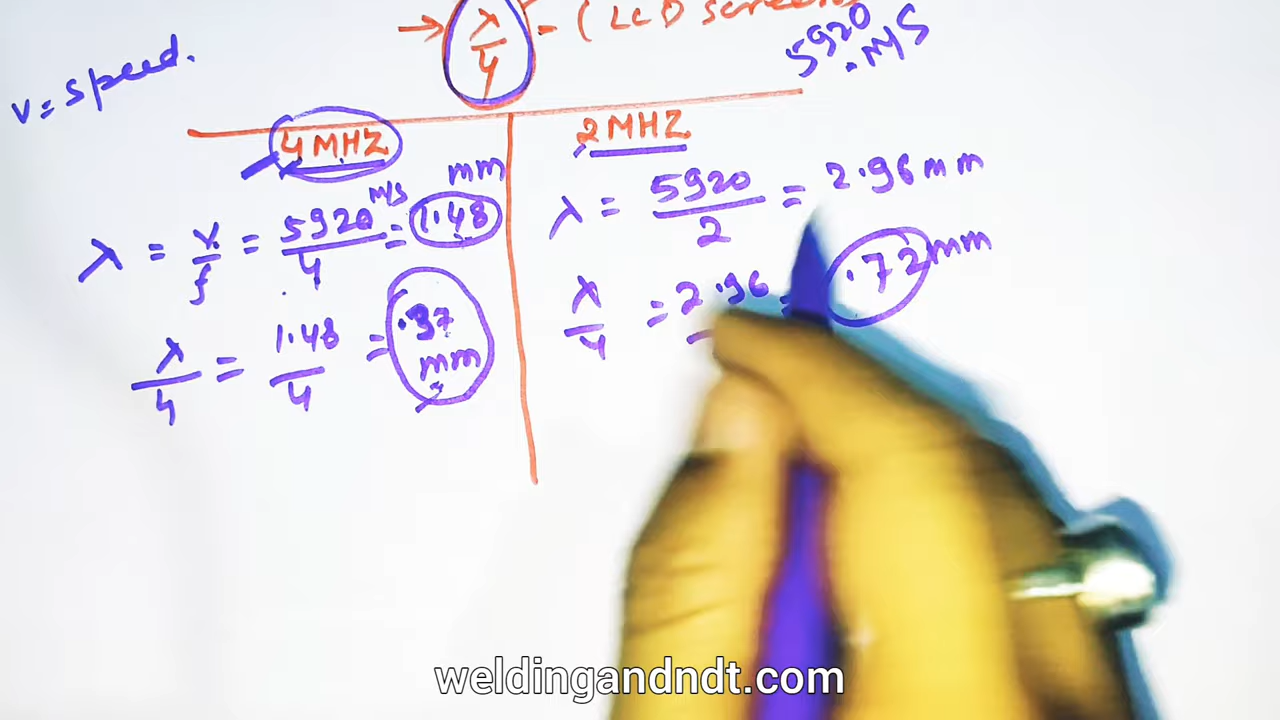 → λ/4 - ( LCD screen
5920 M/S
v = speed.
4 MHZ
λ = v/f = 5920 M/S / 4 = 1.48 mm
λ/4 = 1.48/4 = .37 mm
2 MHZ
λ = 5920/2 = 2.96 mm
λ/4 = 2.96 = .72 mm
weldingandndt.com